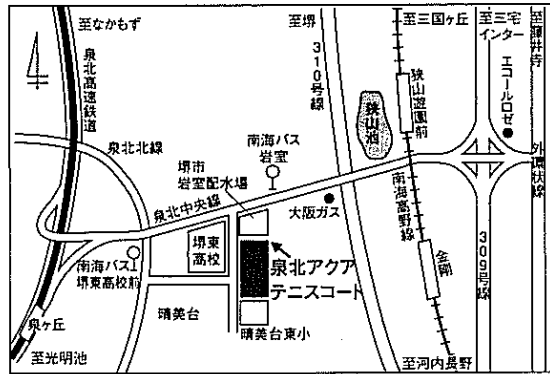 至なかもず
至堺
至三国ヶ丘
至三宅
インター
至藤井寺
310号線
泉北高速鉄道
狭山遊園前
エコールロゼ
狭山池
南海バス
岩室
泉北北線
堺市
岩室配水場
外環状線
泉北中央線
南海高野線
大阪ガス
堺東
高校
309号線
南海バス
堺東高校前
泉北アクア
テニスコート
金剛
晴美台
泉ヶ丘
晴美台東小
至光明池
至河内長野